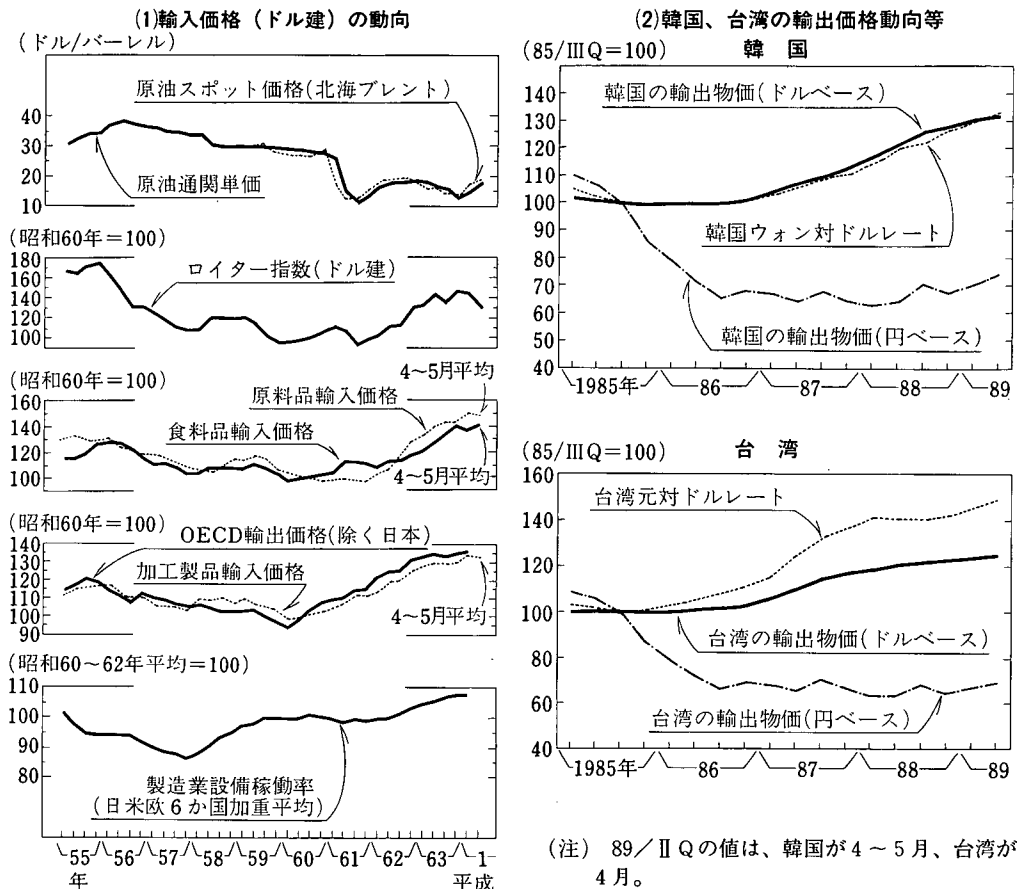 (1)輸入価格（ドル建）の動向
（ドル/バーレル）
原油スポット価格(北海ブレント)
40
30
20
10
原油通関単価
(昭和60年＝100)
180
160
140
120
100
ロイター指数(ドル建)
(昭和60年＝100)
4～5月平均
160
140
120
100
原料品輸入価格
食料品輸入価格
4～5月平均
(昭和60年＝100)
OECD輸出価格(除く日本)
140
130
120
110
100
90
加工製品輸入価格
4～5月平均
(昭和60～62年平均＝100)
110
100
90
80
製造業設備稼働率
(日米欧6か国加重平均)
55 56 57 58 59 60 61 62 63 1
年 平成
(2)韓国、台湾の輸出価格動向等
(85/ⅢQ＝100) 韓 国
140
130
120
110
100
90
80
70
60
50
40
韓国の輸出物価(ドルベース)
韓国ウォン対ドルレート
韓国の輸出物価(円ベース)
1985年 86 87 88 89
(85/ⅢQ＝100) 台 湾
160
140
120
100
80
60
40
台湾元対ドルレート
台湾の輸出物価(ドルベース)
台湾の輸出物価(円ベース)
1985年 86 87 88 89
(注) 89／ⅡQの値は、韓国が4～5月、台湾が
4月。